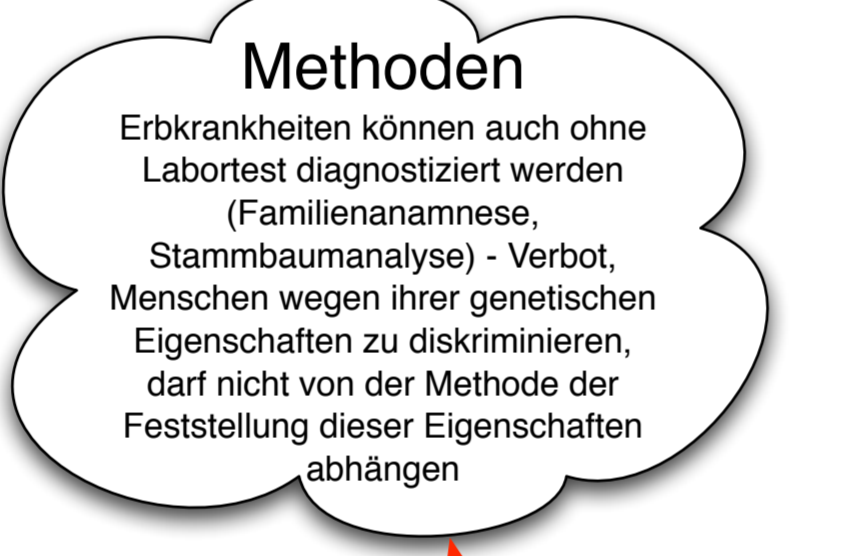 Methoden
Erbkrankheiten können auch ohne
Labortest diagnostiziert werden
(Familienanamnese,
Stammbaumanalyse) - Verbot,
Menschen wegen ihrer genetischen
Eigenschaften zu diskriminieren,
darf nicht von der Methode der
Feststellung dieser Eigenschaften
abhängen